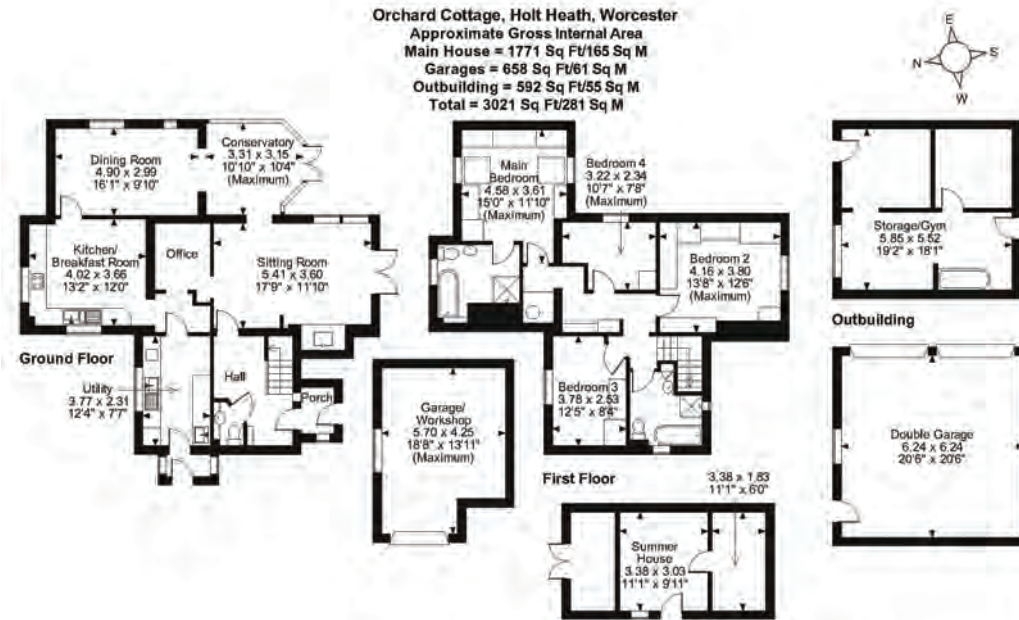 Orchard Cottage, Holt Heath, Worcester
Approximate Gross Internal Area
Main House = 1771 Sq Ft/165 Sq M
Garages = 658 Sq Ft/61 Sq M
Outbuilding = 592 Sq Ft/55 Sq M
Total = 3021 Sq Ft/281 Sq M
E
N
S
W
Dining Room
4.90 x 2.99
16'1" x 9'10"
Conservatory
3.31 x 3.15
10'10" x 10'4"
(Maximum)
Kitchen/
Breakfast Room
4.02 x 3.66
13'2" x 12'0"
Office
Sitting Room
5.41 x 3.60
17'9" x 11'10"
Ground Floor
Utility
3.77 x 2.31
12'4" x 7'7"
Hall
Porch
Garage/
Workshop
5.70 x 4.25
18'8" x 13'11"
(Maximum)
Main
Bedroom
4.58 x 3.61
15'0" x 11'10"
(Maximum)
Bedroom 4
3.22 x 2.34
10'7" x 7'8"
(Maximum)
Bedroom 2
4.16 x 3.80
13'8" x 12'6"
(Maximum)
Bedroom 3
3.78 x 2.53
12'5" x 8'4"
First Floor
3.38 x 1.83
11'1" x 6'0"
Summer
House
3.38 x 3.03
11'1" x 9'11"
Storage/Gym
5.85 x 5.52
19'2" x 18'1"
Outbuilding
Double Garage
6.24 x 6.24
20'6" x 20'6"